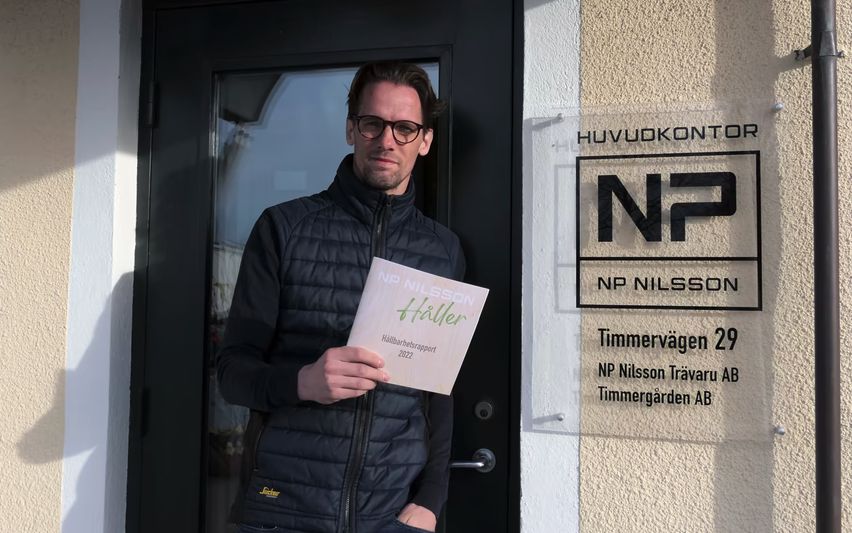 HUVUDKONTOR
NP
NP NILSSON
Timmervägen 29
NP Nilsson Trävaru AB
Timmergården AB
NP NILSSON
Håller
Hållbarhetsrapport
2022
Snickers